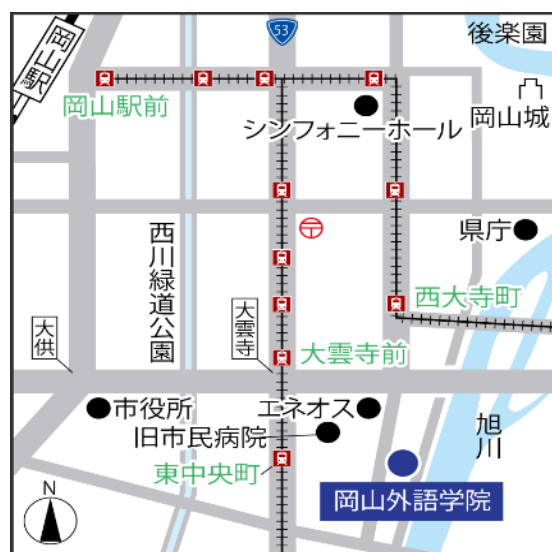 53
後楽園
岡山駅
岡山駅前
岡山城
シンフォニーホール
〒
県庁
西川緑道公園
西大寺町
大供
大雲寺
大雲寺前
市役所
エネオス
旧市民病院
旭川
東中央町
岡山外語学院
N